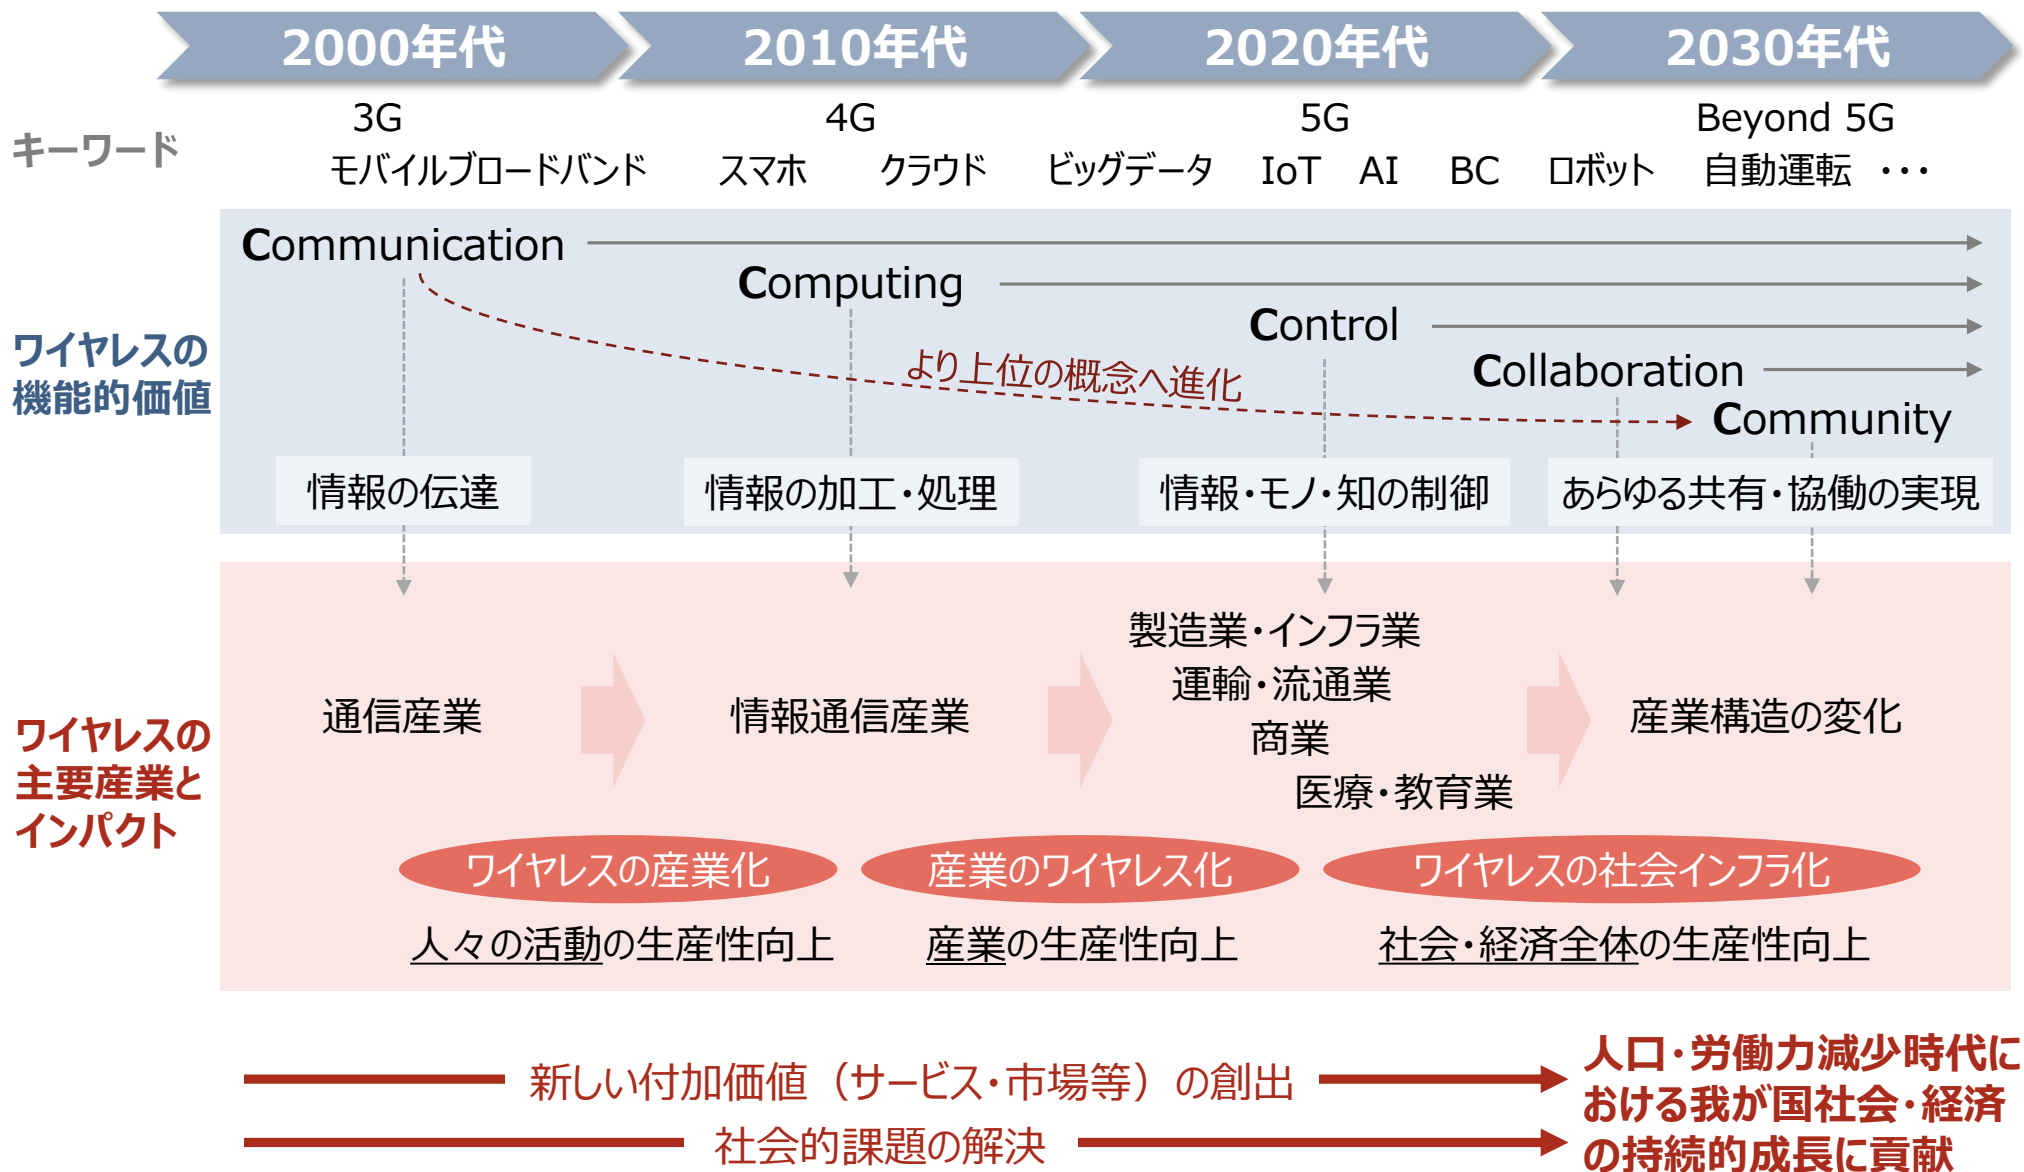 2000年代 2010年代 2020年代 2030年代
キーワード
3G 4G 5G Beyond 5G
モバイルブロードバンド スマホ クラウド ビッグデータ IoT AI BC ロボット 自動運転 ・・・
ワイヤレスの
機能的価値
Communication
Computing
Control
Collaboration
Community
より上位の概念へ進化
情報の伝達 情報の加工・処理 情報・モノ・知の制御 あらゆる共有・協働の実現
ワイヤレスの
主要産業と
インパクト
通信産業 情報通信産業
製造業・インフラ業
運輸・流通業
商業
医療・教育業
産業構造の変化
ワイヤレスの産業化 産業のワイヤレス化 ワイヤレスの社会インフラ化
人々の活動の生産性向上 産業の生産性向上 社会・経済全体の生産性向上
新しい付加価値（サービス・市場等）の創出
社会的課題の解決
人口・労働力減少時代に
おける我が国社会・経済
の持続的成長に貢献